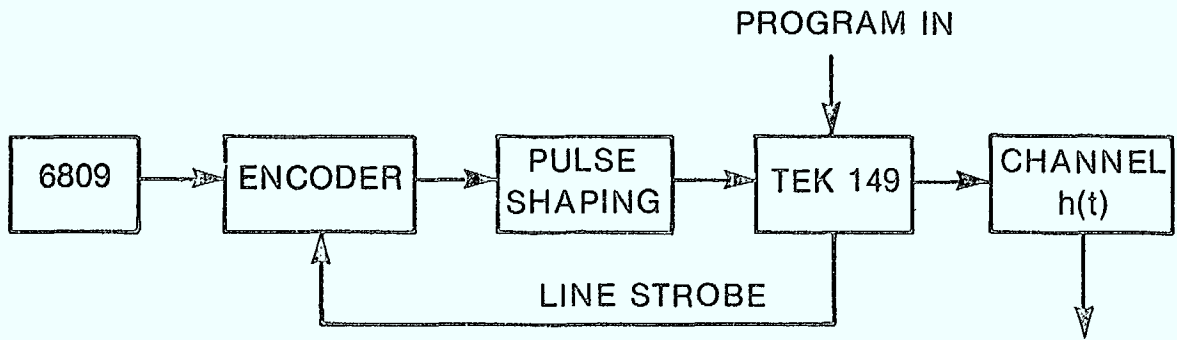 PROGRAM IN
6809
ENCODER
PULSE
SHAPING
TEK 149
CHANNEL
h(t)
LINE STROBE